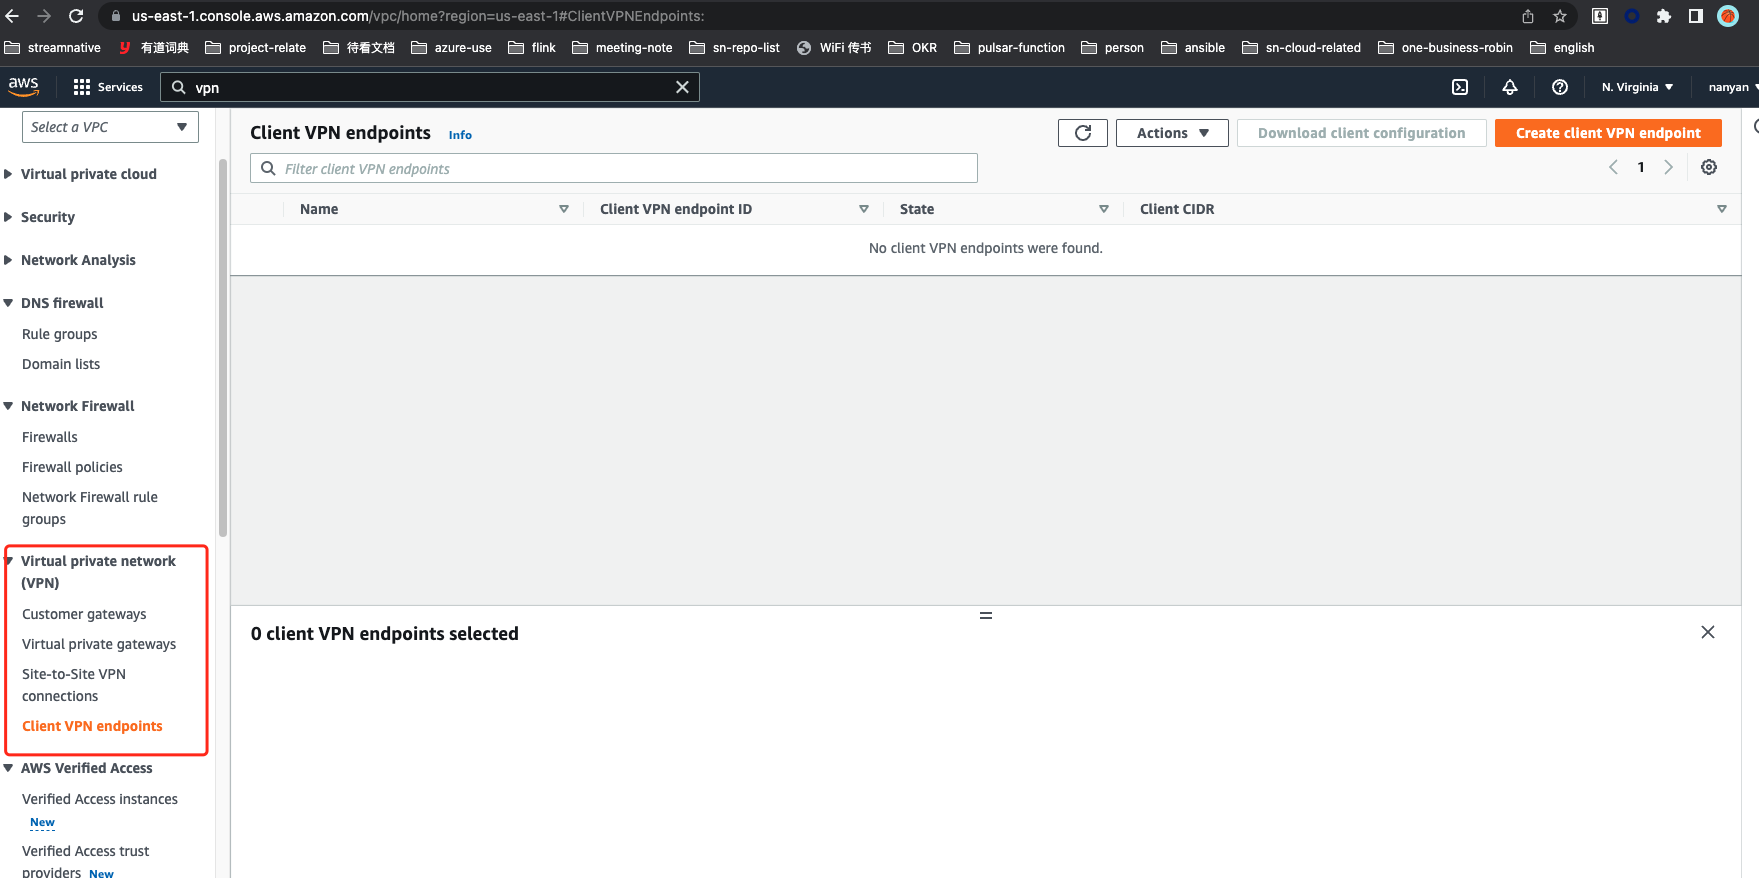 us-east-1.console.aws.amazon.com/vpc/home?region=us-east-1#ClientVPNEndpoints:
streamnative 有道词典 project-relate 待看文档 azure-use flink meeting-note sn-repo-list WiFi 传书 OKR pulsar-function person ansible sn-cloud-related one-business-robin english
aws Services vpn N. Virginia nanyan
Select a VPC
Virtual private cloud
Security
Network Analysis
DNS firewall
Rule groups
Domain lists
Network Firewall
Firewalls
Firewall policies
Network Firewall rule
groups
Virtual private network
(VPN)
Customer gateways
Virtual private gateways
Site-to-Site VPN
connections
Client VPN endpoints
AWS Verified Access
Verified Access instances
New
Verified Access trust
providers New
Client VPN endpoints Info
Actions
Download client configuration
Create client VPN endpoint
Filter client VPN endpoints
1
Name Client VPN endpoint ID State Client CIDR
No client VPN endpoints were found.
0 client VPN endpoints selected